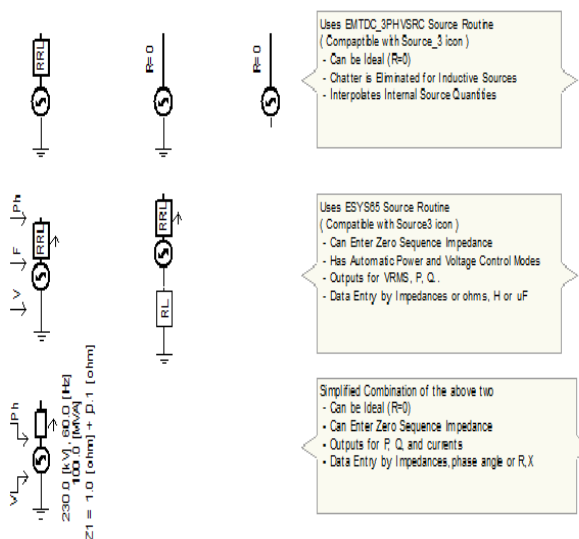 RRL
R=0
R=0
Uses EMTDC_3PHVSRC Source Routine
( Compaptible with Source_3 icon )
- Can be Ideal (R=0)
- Chatter is Eliminated for Inductive Sources
- Interpolates Internal Source Quantities
Ph
F
V
RRL
RRL
RL
Uses ESYS65 Source Routine
( Compatible with Source3 icon )
- Can Enter Zero Sequence Impedance
- Has Automatic Power and Voltage Control Modes
- Outputs for VRMS, P, Q..
- Data Entry by Impedances or ohms, H or uF
Ph
VL
230.0 [kV], 60.0 [Hz]
100.0 [MVA]
Z1 = 1.0 [ohm] + p.1 [ohm]
Simplified Combination of the above two
- Can be Ideal (R=0)
- Can Enter Zero Sequence Impedance
- Outputs for P, Q, and currents
- Data Entry by Impedances, phase angle or R,X